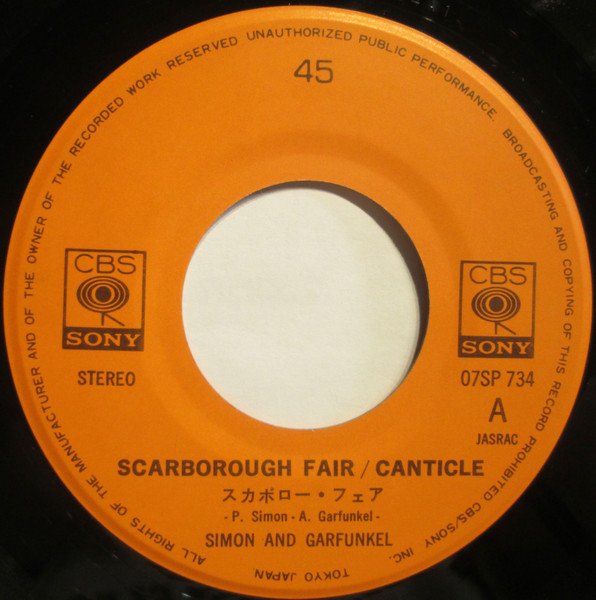 ALL RIGHTS OF THE MANUFACTURER AND OF THE OWNER OF THE RECORDED WORK RESERVED UNAUTHORIZED PUBLIC PERFORMANCE. BROADCASTING AND COPYING OF THIS RECORD PROHIBITED CBS/SONY INC.
TOKYO JAPAN
45
CBS
SONY
STEREO
CBS
SONY
07SP 734
A
JASRAC
SCARBOROUGH FAIR / CANTICLE
スカボロー・フェア
- P. Simon - A. Garfunkel -
SIMON AND GARFUNKEL